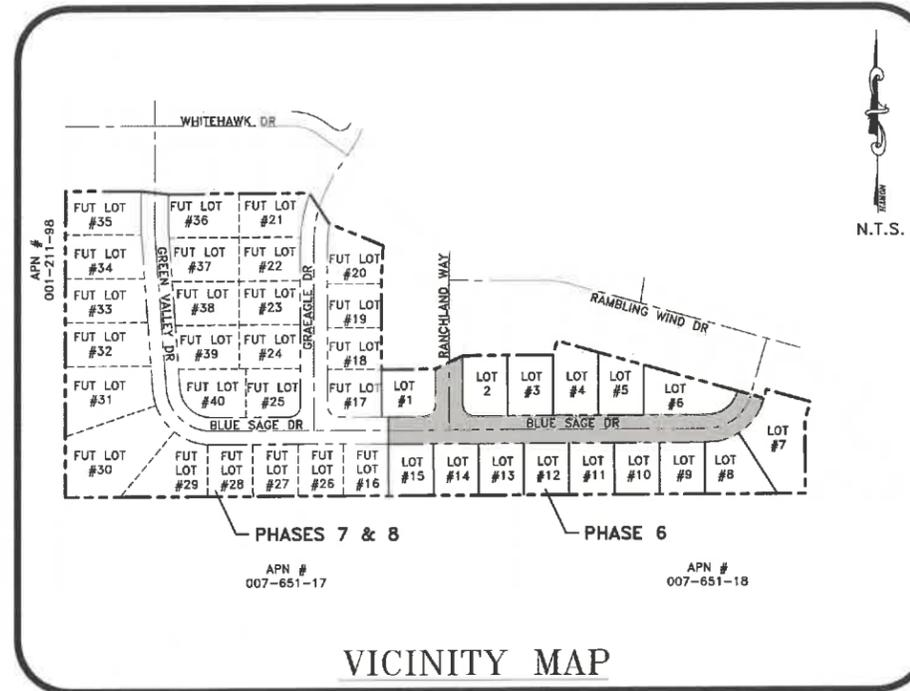 WHITEHAWK DR
NORTH
N.T.S.
APN #
001-211-98
FUT LOT
#35
FUT LOT
#36
FUT LOT
#21
FUT LOT
#34
FUT LOT
#37
FUT LOT
#22
FUT LOT
#20
FUT LOT
#33
FUT LOT
#38
FUT LOT
#23
FUT LOT
#19
FUT LOT
#32
FUT LOT
#39
FUT LOT
#24
FUT LOT
#18
FUT LOT
#31
FUT LOT
#40
FUT LOT
#25
FUT LOT
#17
GREEN VALLEY DR
GRAEAGLE DR
RANCHLAND WAY
RAMBLING WIND DR
LOT
#1
LOT
2
LOT
#3
LOT
#4
LOT
#5
LOT
#6
LOT
#7
BLUE SAGE DR
BLUE SAGE DR
FUT LOT
#30
FUT
LOT
#29
FUT
LOT
#28
FUT
LOT
#27
FUT
LOT
#26
FUT
LOT
#16
LOT
#15
LOT
#14
LOT
#13
LOT
#12
LOT
#11
LOT
#10
LOT
#9
LOT
#8
PHASES 7 & 8
PHASE 6
APN #
007-651-17
APN #
007-651-18
VICINITY MAP